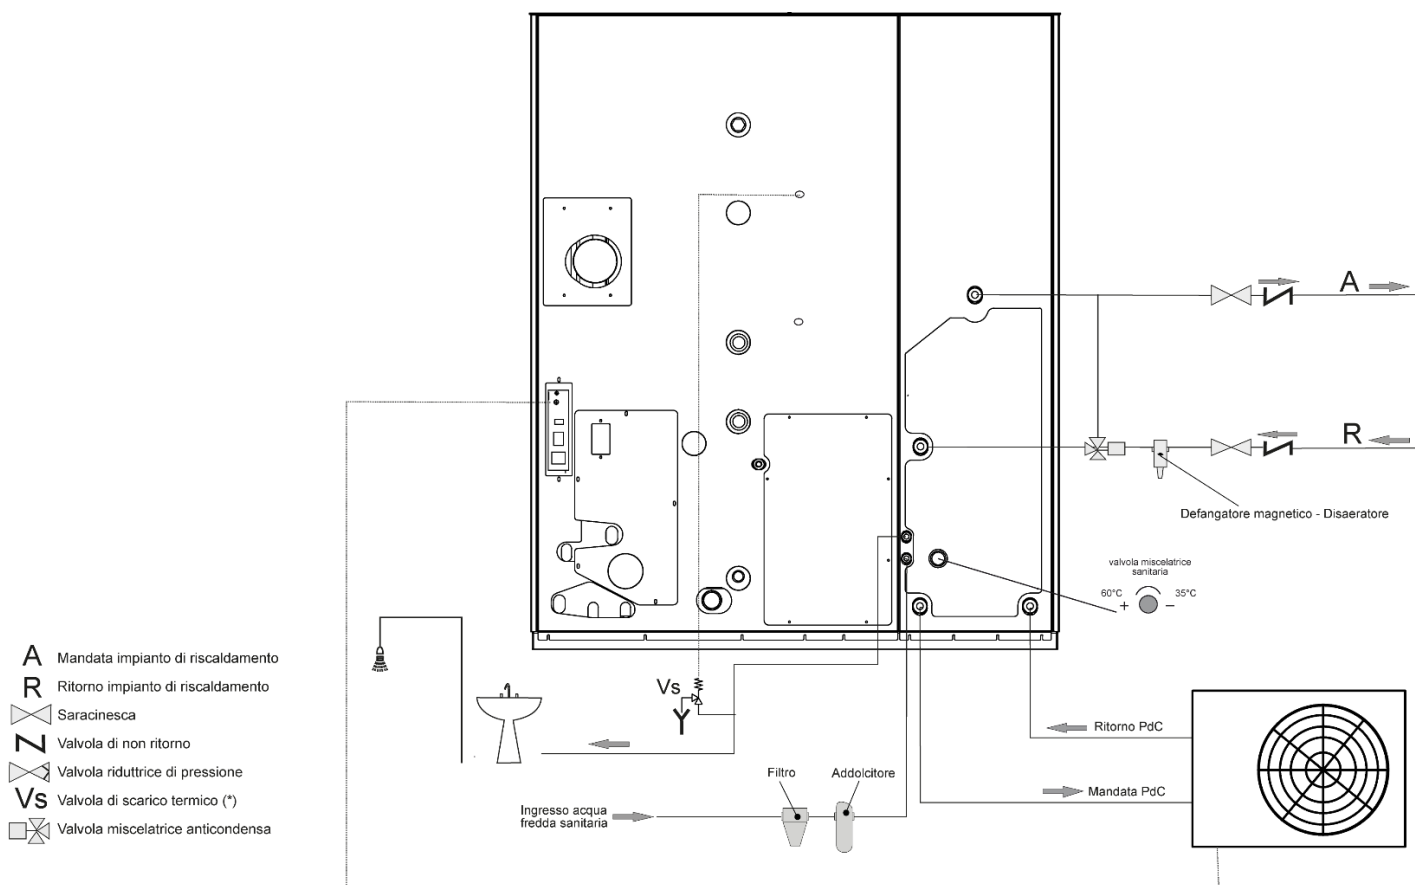 A
R
Defangatore magnetico - Disaeratore
valvola miscelatrice
sanitaria
60°C
35°C
+
−
A Mandata impianto di riscaldamento
R Ritorno impianto di riscaldamento
Saracinesca
Valvola di non ritorno
Valvola riduttrice di pressione
Vs Valvola di scarico termico (*)
Valvola miscelatrice anticondensa
Vs
Ritorno PdC
Mandata PdC
Filtro
Addolcitore
Ingresso acqua
fredda sanitaria